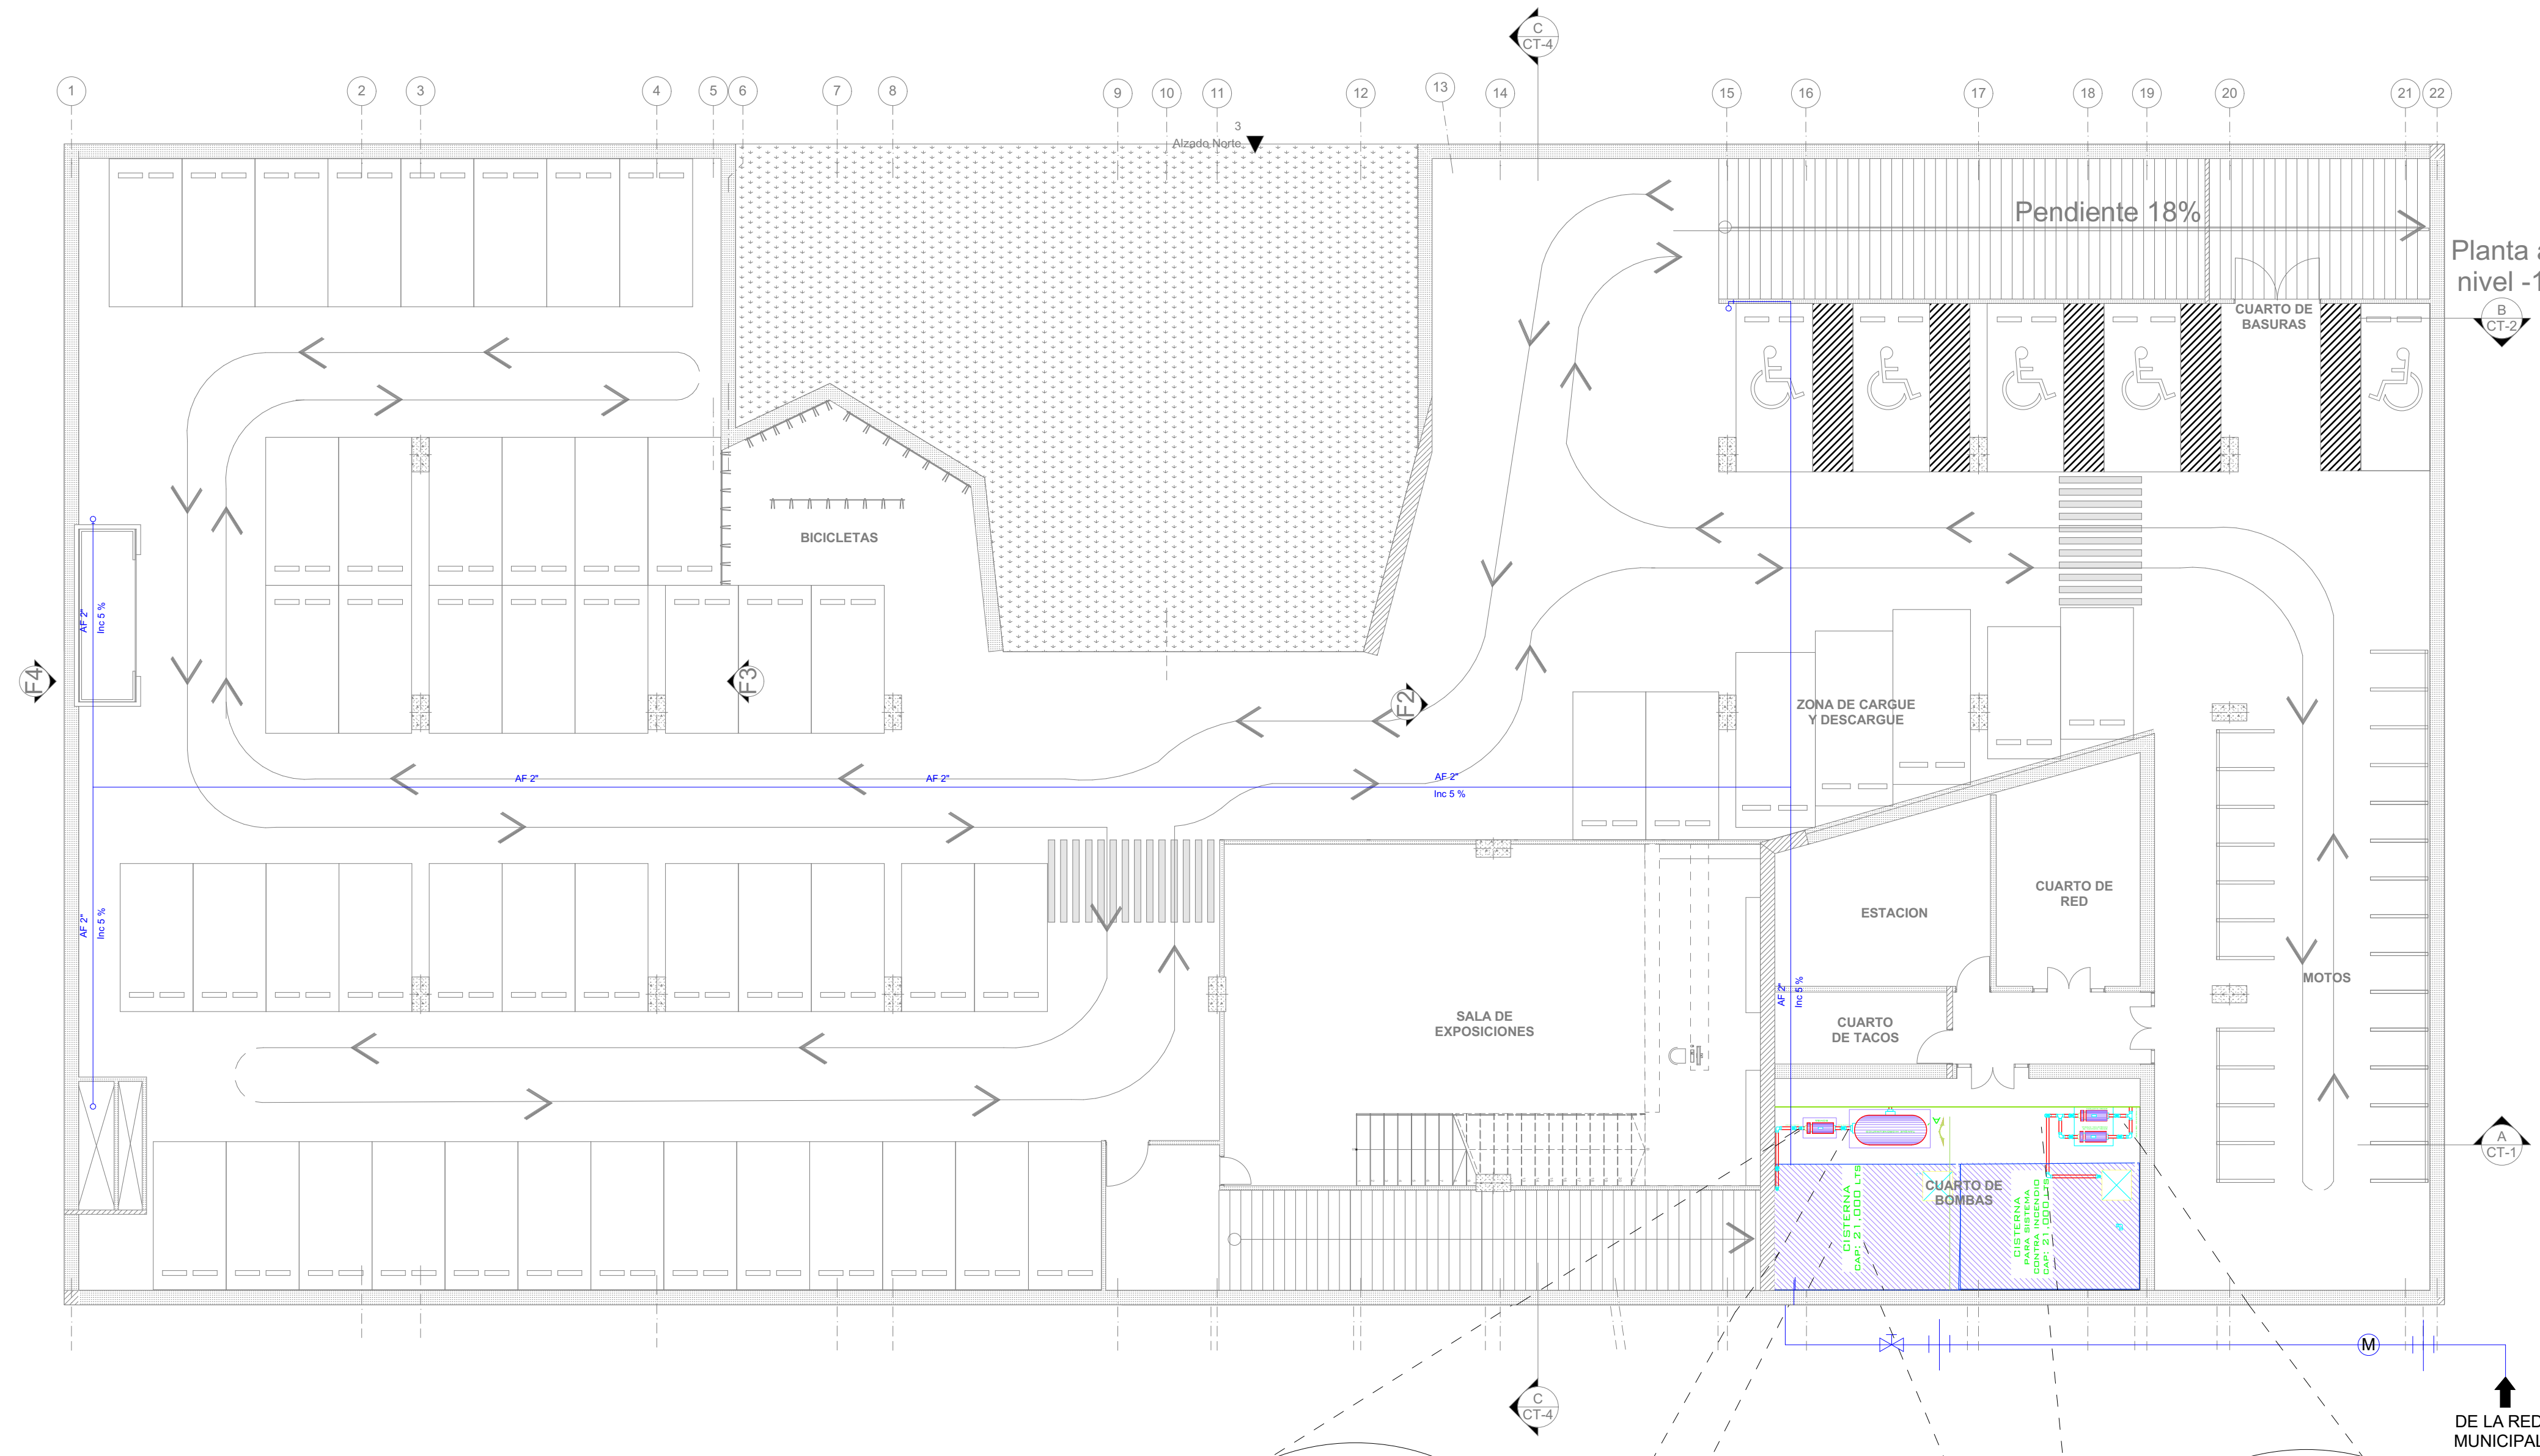 C
CT-4
1
2
3
4
5
6
7
8
9
10
11
12
13
14
15
16
17
18
19
20
21
22
3
Alzado Norte
Pendiente 18%
Planta a
nivel -1
B
CT-2
CUARTO DE
BASURAS
BICICLETAS
AF 2"
Inc 5 %
F4
F3
F2
ZONA DE CARGUE
Y DESCARGUE
AF 2"
AF 2"
AF 2"
Inc 5 %
AF 2"
Inc 5 %
ESTACION
CUARTO DE
RED
MOTOS
AF 2"
Inc 5 %
SALA DE
EXPOSICIONES
CUARTO
DE TACOS
A
CT-1
CUARTO DE
BOMBAS
CISTERNA
CAP: 21,000 LTS
CISTERNA
PARA SISTEMA
CONTRA INCENDIO
CAP: 21,000 LTS
M
C
CT-4
DE LA RED
MUNICIPAL